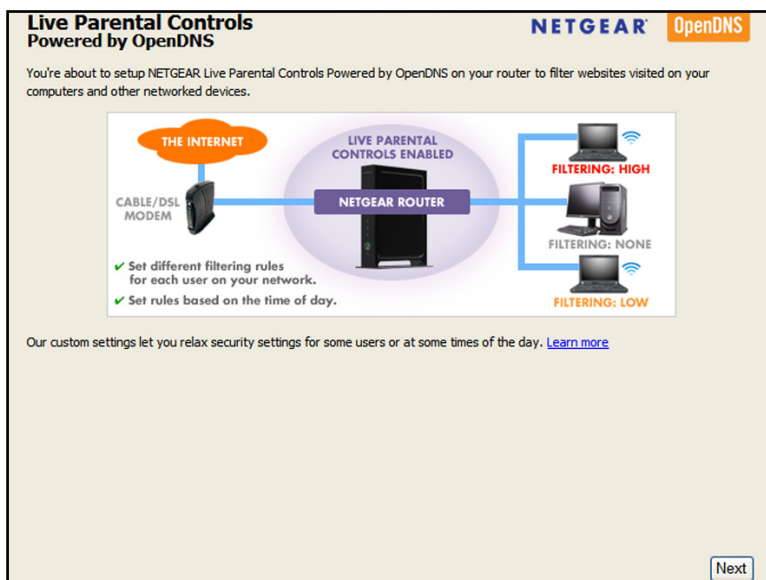 Live Parental Controls
Powered by OpenDNS
NETGEAR
OpenDNS
You're about to setup NETGEAR Live Parental Controls Powered by OpenDNS on your router to filter websites visited on your
computers and other networked devices.
THE INTERNET
CABLE/DSL
MODEM
LIVE PARENTAL
CONTROLS ENABLED
NETGEAR ROUTER
FILTERING: HIGH
FILTERING: NONE
FILTERING: LOW
✓ Set different filtering rules
for each user on your network.
✓ Set rules based on the time of day.
Our custom settings let you relax security settings for some users or at some times of the day. Learn more
Next